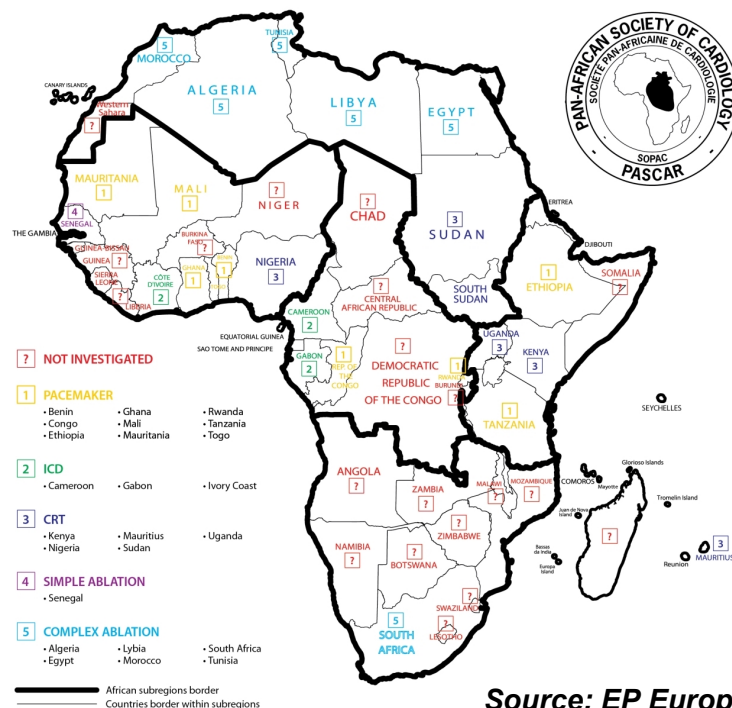 PAN-AFRICAN SOCIETY OF CARDIOLOGY
SOCIÉTÉ PAN-AFRICAINE DE CARDIOLOGIE
- SOPAC -
PASCAR
5
MOROCCO
TUNISIA
5
CANARY ISLANDS
ALGERIA
5
LIBYA
5
EGYPT
5
Western
Sahara
?
MAURITANIA
1
MALI
1
?
NIGER
?
CHAD
3
SUDAN
ERITREA
DJIBOUTI
4
SENEGAL
THE GAMBIA
GUINEA-BISSAU
GUINEA
?
SIERRA
LEONE
?
LIBERIA
BURKINA
FASO
?
CÔTE
D'IVOIRE
2
GHANA
1
BENIN
1
TOGO
NIGERIA
3
SOUTH
SUDAN
1
ETHIOPIA
SOMALIA
?
?
CENTRAL
AFRICAN REPUBLIC
CAMEROON
2
EQUATORIAL GUINEA
SAO TOME AND PRINCIPE
GABON
2
1
REP. OF
THE
CONGO
?
DEMOCRATIC
REPUBLIC
OF THE CONGO
UGANDA
3
KENYA
3
1
RWANDA
BURUNDI
?
1
TANZANIA
SEYCHELLES
ANGOLA
?
ZAMBIA
?
MALAWI
?
MOZAMBIQUE
?
COMOROS
Mayotte
Glorioso Islands
Tromelin Island
Juan de Nova
Island
?
NAMIBIA
?
?
BOTSWANA
?
ZIMBABWE
Bassas
da India
Europa
Island
Reunion
3
MAURITIUS
?
SWAZILAND
5
SOUTH
AFRICA
?
LESOTHO
? NOT INVESTIGATED
1 PACEMAKER
• Benin • Ghana • Rwanda
• Congo • Mali • Tanzania
• Ethiopia • Mauritania • Togo
2 ICD
• Cameroon • Gabon • Ivory Coast
3 CRT
• Kenya • Mauritius • Uganda
• Nigeria • Sudan
4 SIMPLE ABLATION
• Senegal
5 COMPLEX ABLATION
• Algeria • Lybia • South Africa
• Egypt • Morocco • Tunisia
African subregions border
Countries border within subregions
Source: EP Europ